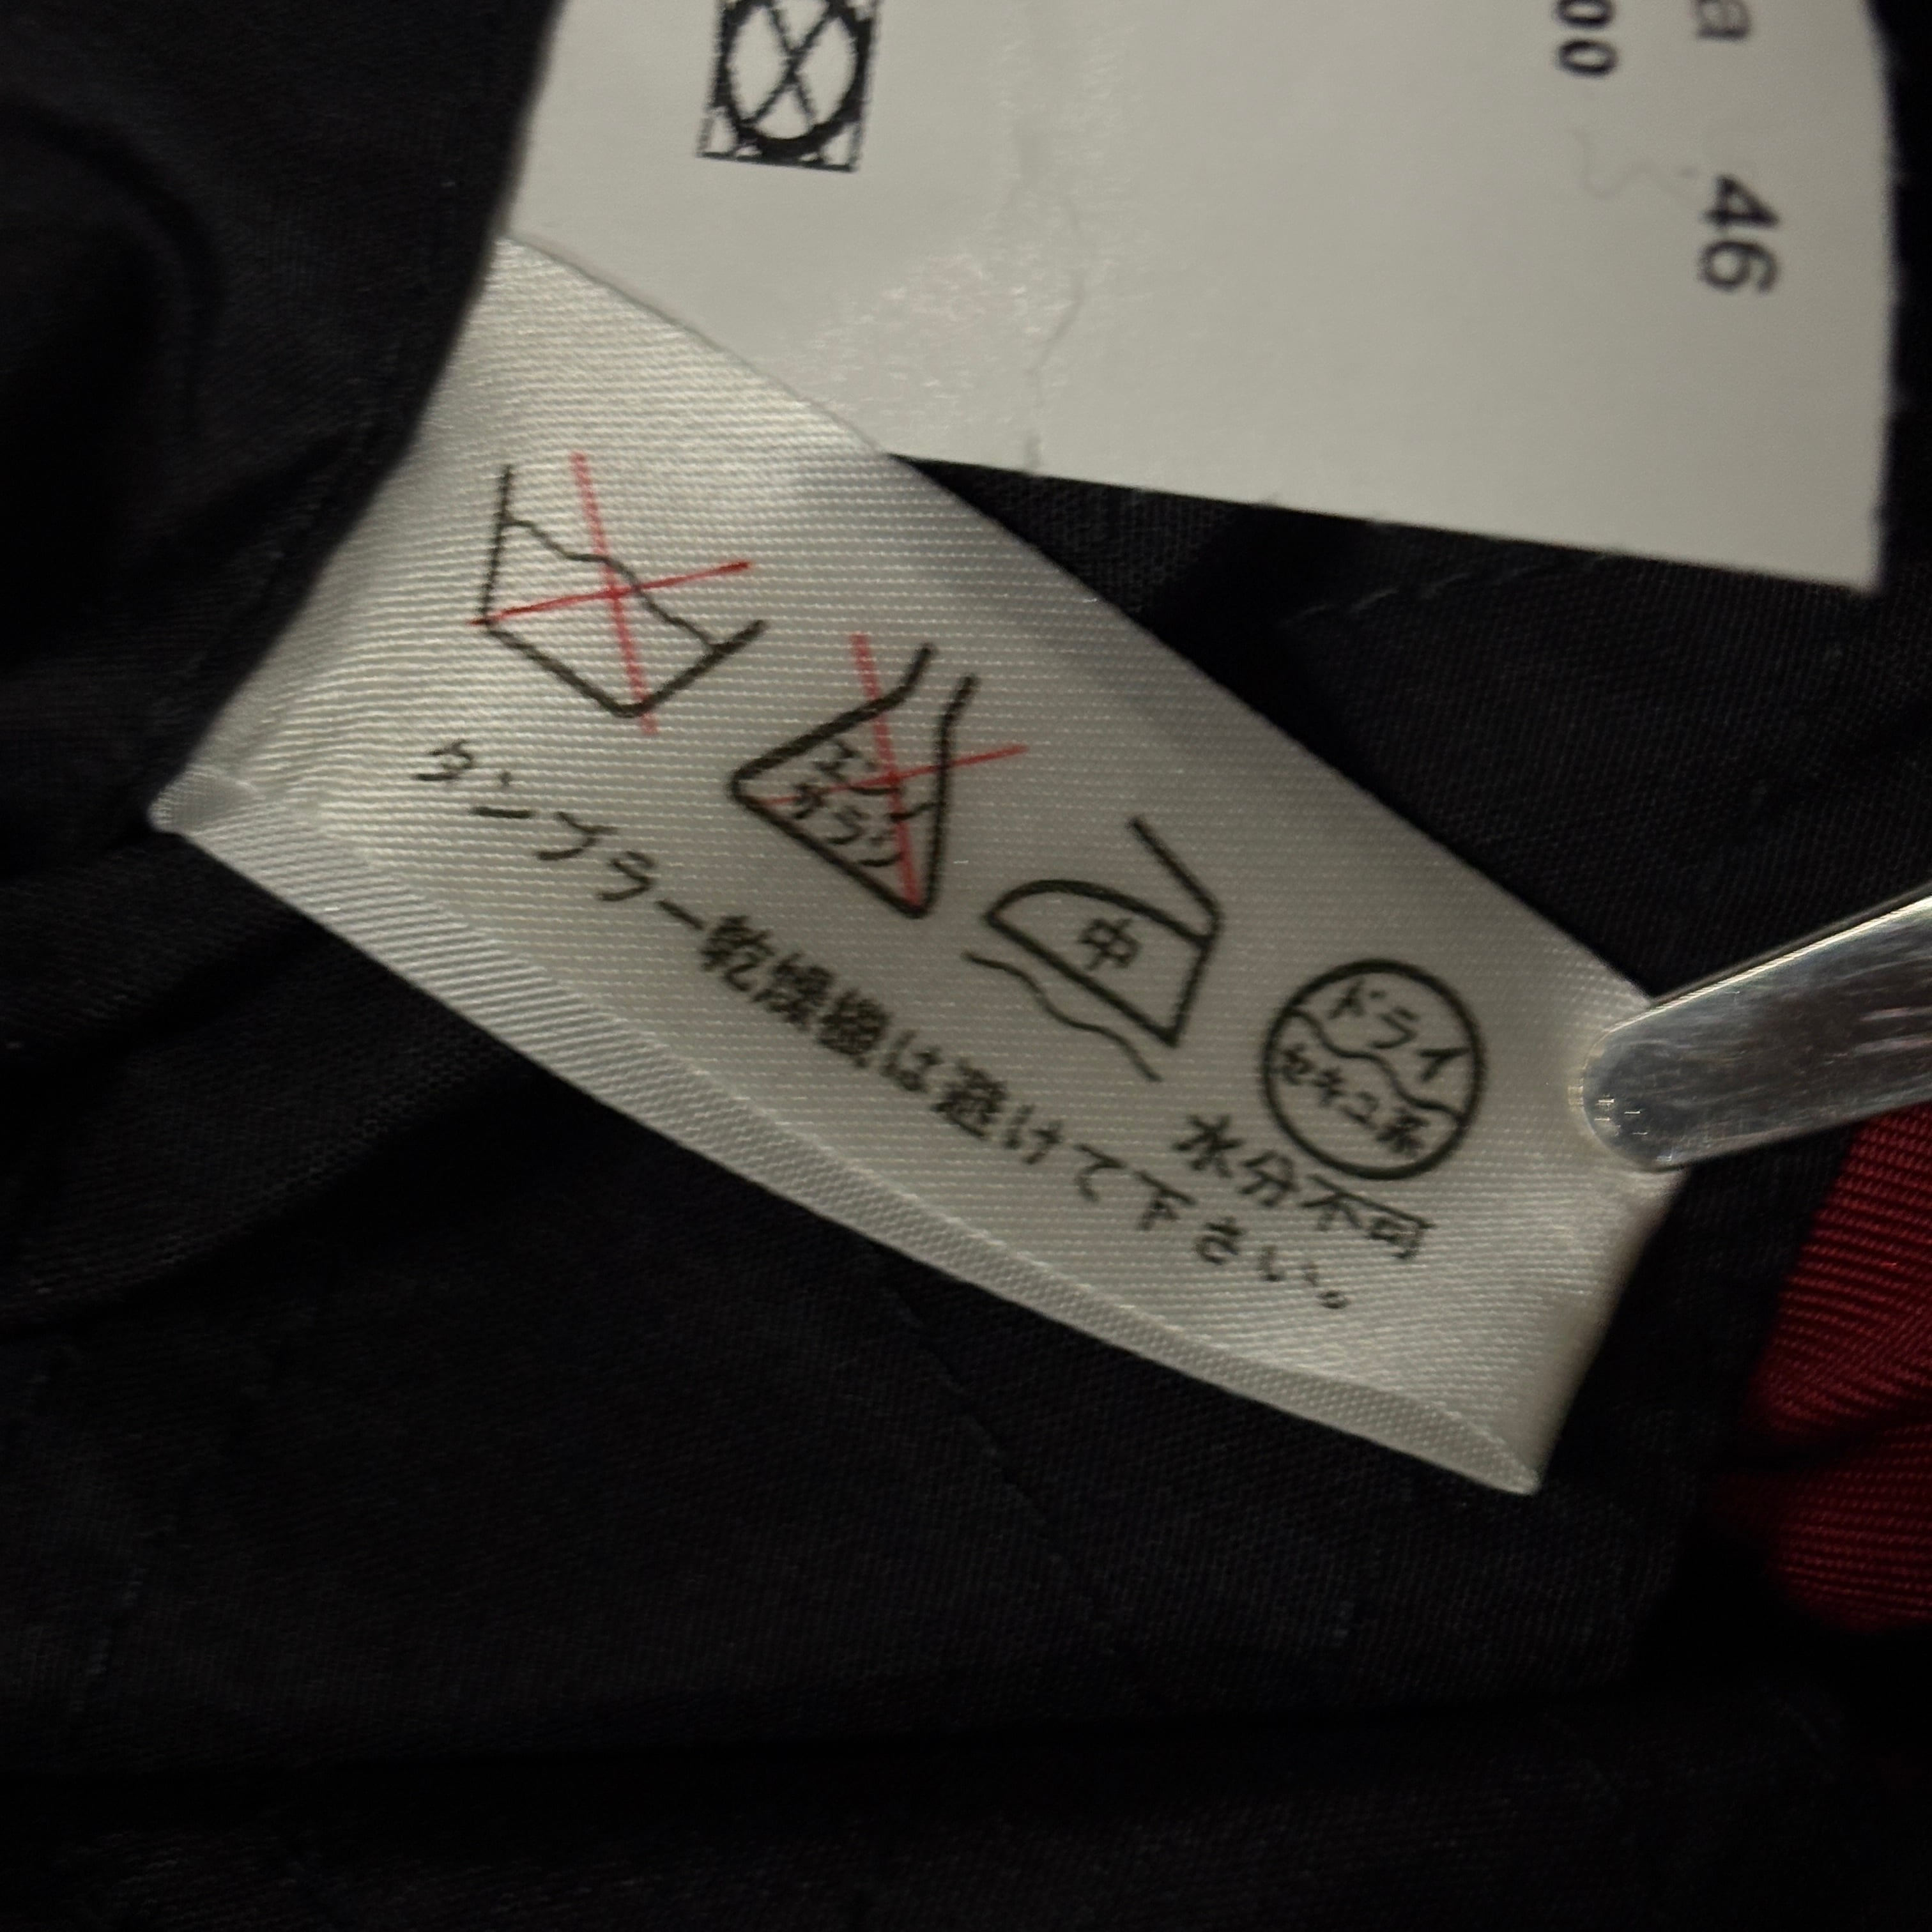 a 46
00
エンソ
サラシ
中
ドライ
セキユ系
水分不可
タンブラー乾燥機は避けて下さい。